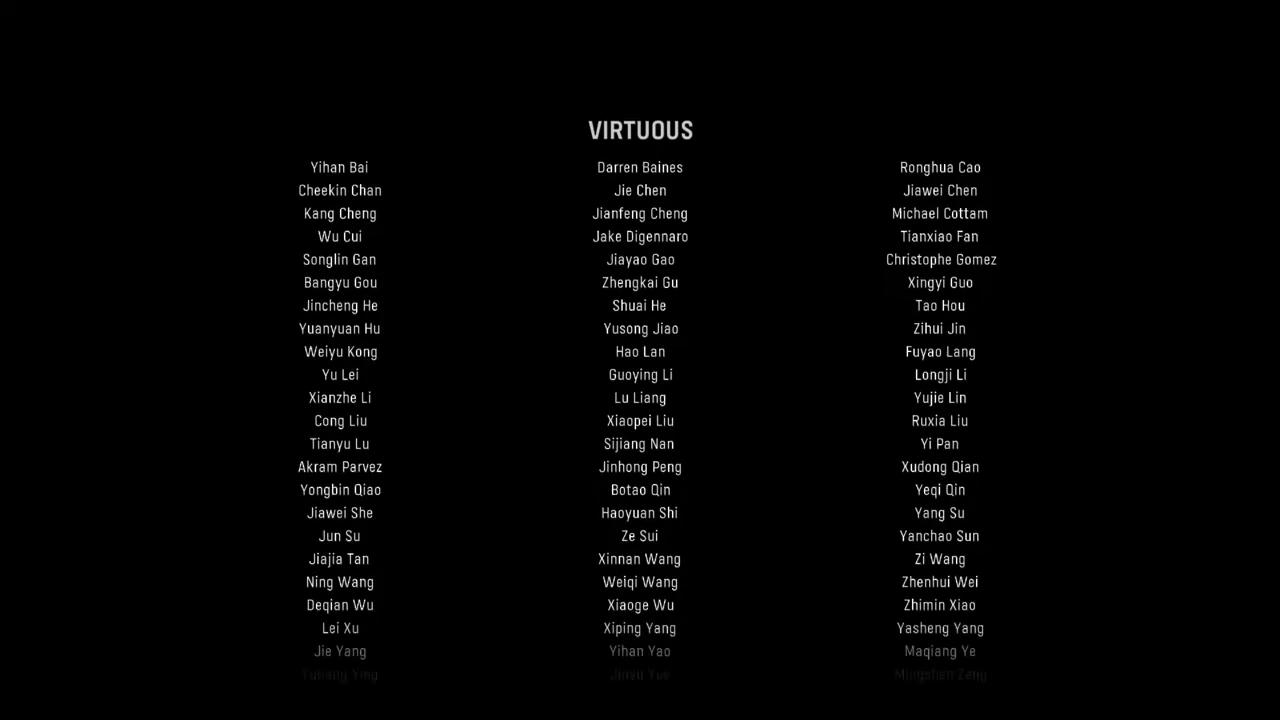 VIRTUOUS
Yihan Bai Darren Baines Ronghua Cao
Cheekin Chan Jie Chen Jiawei Chen
Kang Cheng Jianfeng Cheng Michael Cottam
Wu Cui Jake Digennaro Tianxiao Fan
Songlin Gan Jiayao Gao Christophe Gomez
Bangyu Gou Zhengkai Gu Xingyi Guo
Jincheng He Shuai He Tao Hou
Yuanyuan Hu Yusong Jiao Zihui Jin
Weiyu Kong Hao Lan Fuyao Lang
Yu Lei Guoying Li Longji Li
Xianzhe Li Lu Liang Yujie Lin
Cong Liu Xiaopei Liu Ruxia Liu
Tianyu Lu Sijiang Nan Yi Pan
Akram Parvez Jinhong Peng Xudong Qian
Yongbin Qiao Botao Qin Yeqi Qin
Jiawei She Haoyuan Shi Yang Su
Jun Su Ze Sui Yanchao Sun
Jiajia Tan Xinnan Wang Zi Wang
Ning Wang Weiqi Wang Zhenhui Wei
Deqian Wu Xiaoge Wu Zhimin Xiao
Lei Xu Xiping Yang Yasheng Yang
Jie Yang Yihan Yao Maqiang Ye
Ying Yue Zang